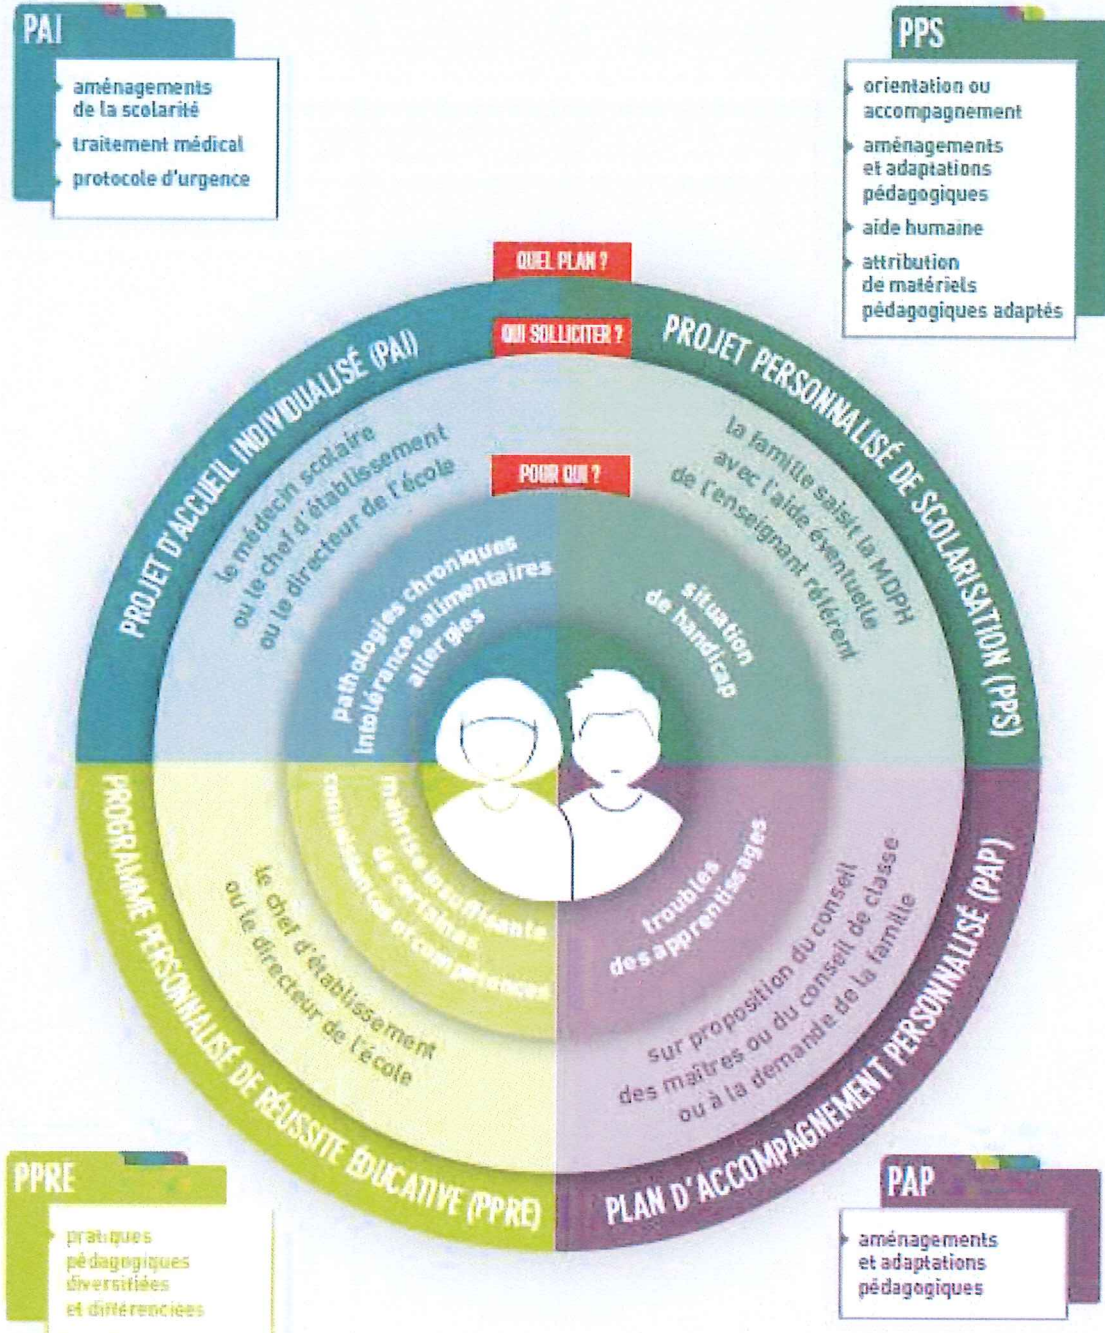 PAI
aménagements
de la scolarité
traitement médical
protocole d'urgence
PPS
orientation ou
accompagnement
aménagements
et adaptations
pédagogiques
aide humaine
attribution
de matériels
pédagogiques adaptés
QUEL PLAN ?
QUI SOLLICITER ?
POUR QUI ?
PROJET D'ACCUEIL INDIVIDUALISÉ (PAI)
le médecin scolaire
ou le chef d'établissement
ou le directeur de l'école
pathologies chroniques
intolérances alimentaires
allergies
PROJET PERSONNALISÉ DE SCOLARISATION (PPS)
la famille saisit la MDPH
avec l'aide éventuelle
de l'enseignant référent
situation
de handicap
PROGRAMME PERSONNALISÉ DE RÉUSSITE ÉDUCATIVE (PPRE)
le chef d'établissement
ou le directeur de l'école
maîtrise insuffisante
de certaines
connaissances et compétences
PLAN D'ACCOMPAGNEMENT PERSONNALISÉ (PAP)
sur proposition du conseil
des maîtres ou du conseil de classe
ou à la demande de la famille
troubles
des apprentissages
PPRE
pratiques
pédagogiques
diversifiées
et différenciées
PAP
aménagements
et adaptations
pédagogiques